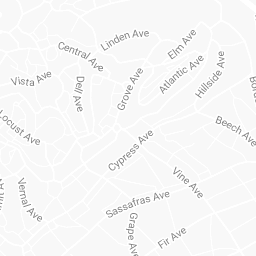 Linden Ave
Elm Ave
Central Ave
Atlantic Ave
Hillside Ave
Vista Ave
Dell Ave
Grove Ave
Locust Ave
Beech Ave
Cypress Ave
Vine Ave
Vernal Ave
Sassafras Ave
Grape Ave
Fir Ave